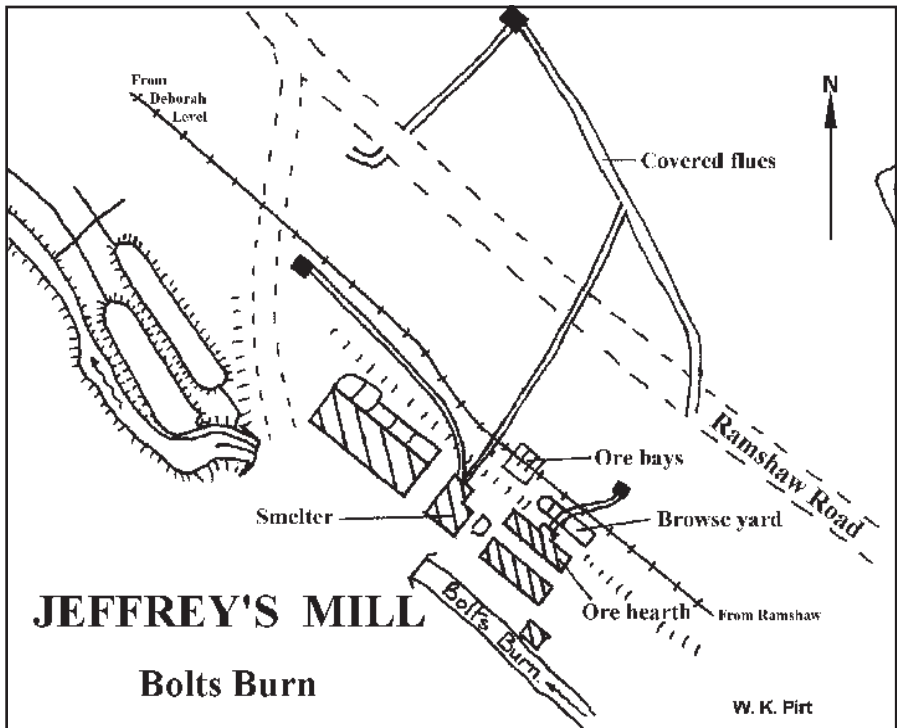 From
Deborah
Level
N
Covered flues
Ramshaw Road
Ore bays
Smelter
Browse yard
Ore hearth
From Ramshaw
Bolts Burn
JEFFREY'S MILL
Bolts Burn
W. K. Pirt